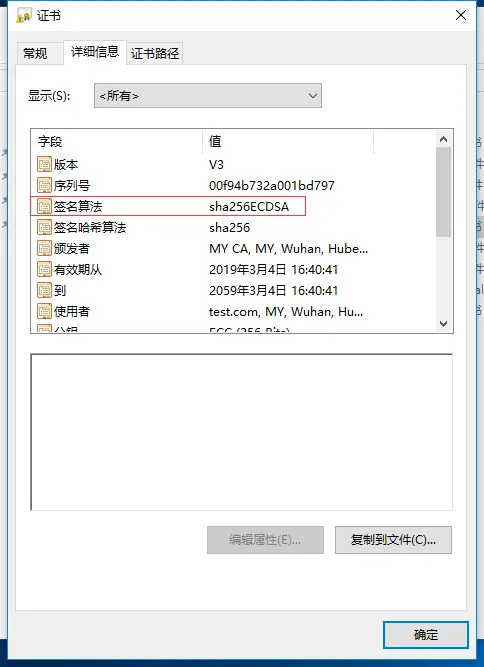 证书
常规 详细信息 证书路径
显示(S): <所有>
字段 值
版本 V3
序列号 00f94b732a001bd797
签名算法 sha256ECDSA
签名哈希算法 sha256
颁发者 MY CA, MY, Wuhan, Hube...
有效期从 2019年3月4日 16:40:41
到 2059年3月4日 16:40:41
使用者 test.com, MY, Wuhan, Hu...
公钥 ECC (256 Bits)
编辑属性(E)... 复制到文件(C)...
确定